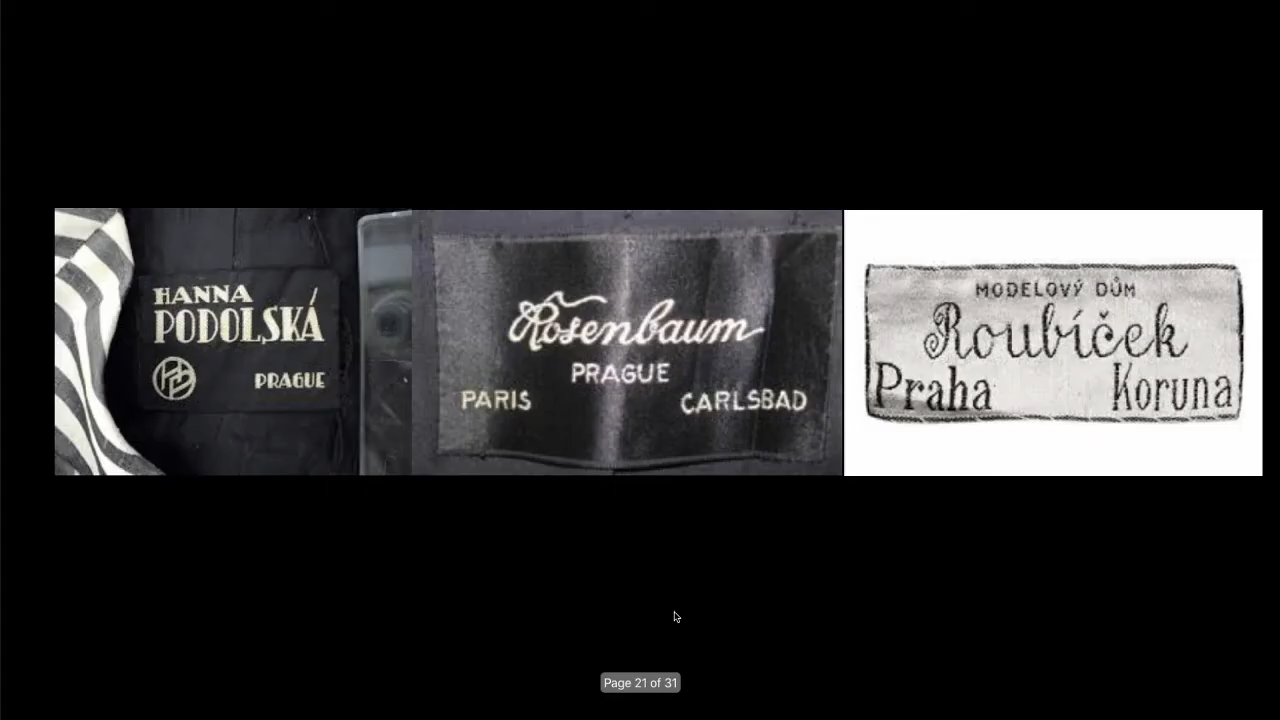 HANNA
PODOLSKÁ
PRAGUE
Rosenbaum
PRAGUE
PARIS CARLSBAD
MODELOVÝ DŮM
Roubíček
Praha Koruna
Page 21 of 31